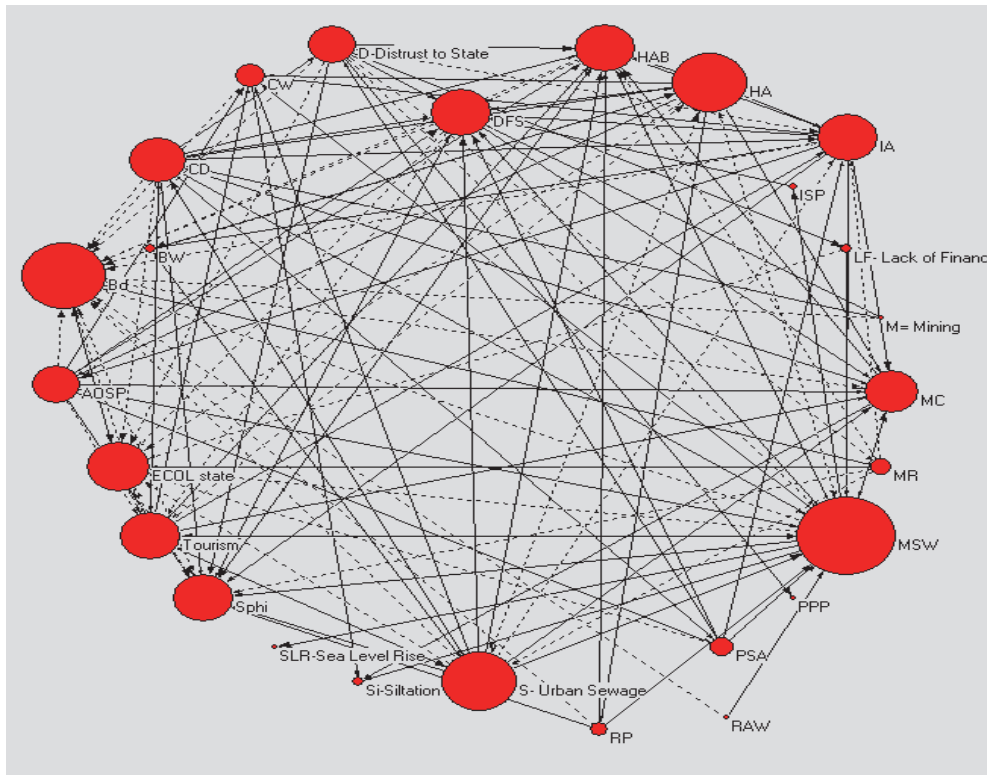 D-Distrust to State
HAB
CW
HA
DFS
IA
CD
ISP
BW
LF- Lack of Financ
Bd
M= Mining
AOSP
MC
ECOL state
MR
Tourism
MSW
Sphi
PPP
PSA
SLR-Sea Level Rise
Si-Siltation
S- Urban Sewage
RAW
RP